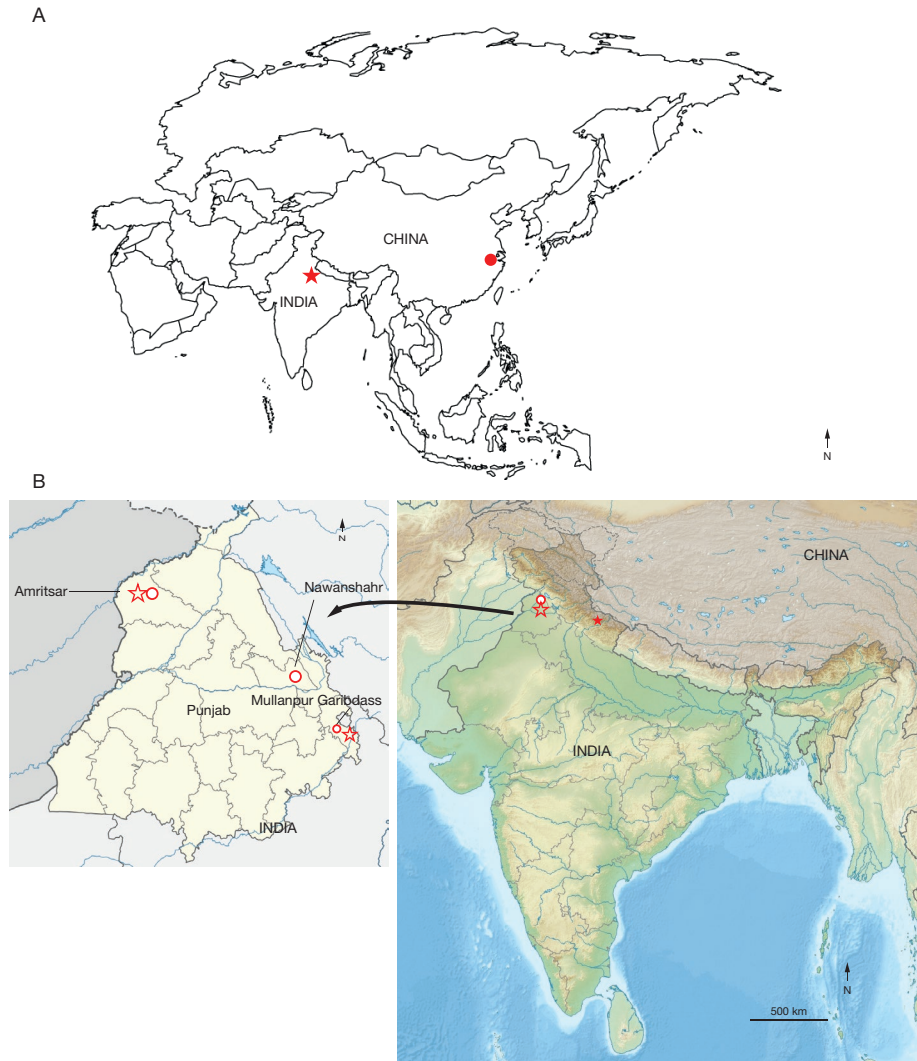 A
CHINA
INDIA
N
B
N
Amritsar
Nawanshahr
Punjab
Mullanpur Garibdass
INDIA
CHINA
INDIA
N
500 km